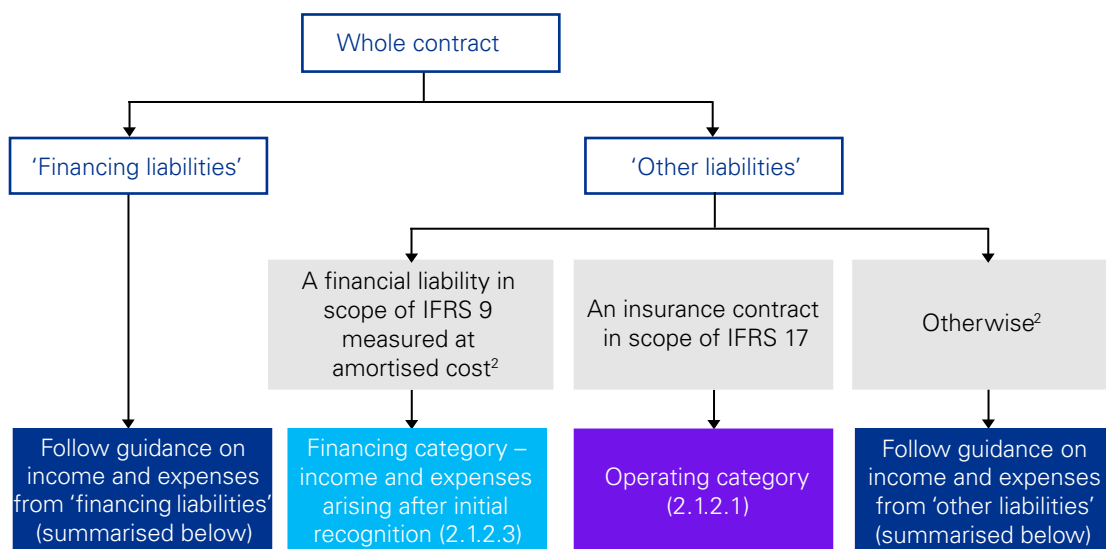 Whole contract
‘Financing liabilities’
‘Other liabilities’
A financial liability in
scope of IFRS 9
measured at
amortised cost²
An insurance contract
in scope of IFRS 17
Otherwise²
Follow guidance on
income and expenses
from ‘financing liabilities’
(summarised below)
Financing category –
income and expenses
arising after initial
recognition (2.1.2.3)
Operating category
(2.1.2.1)
Follow guidance on
income and expenses
from ‘other liabilities’
(summarised below)